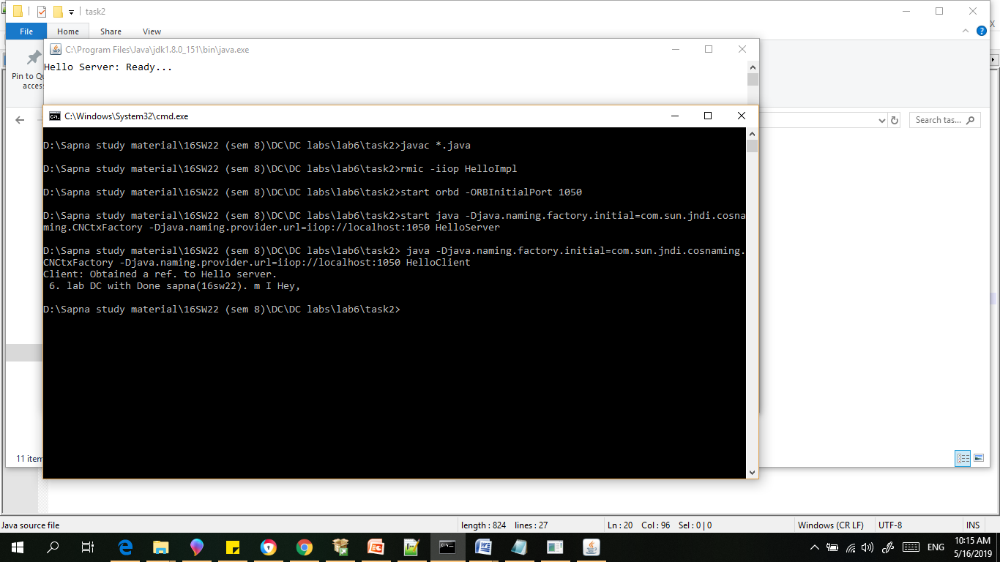 task2
File Home Share View
C:\Program Files\Java\jdk1.8.0_151\bin\java.exe
Hello Server: Ready...
Pin to Qu
access
Search tas...
C:\Windows\System32\cmd.exe
D:\Sapna study material\16SW22 (sem 8)\DC\DC labs\lab6\task2>javac *.java
D:\Sapna study material\16SW22 (sem 8)\DC\DC labs\lab6\task2>rmic -iiop HelloImpl
D:\Sapna study material\16SW22 (sem 8)\DC\DC labs\lab6\task2>start orbd -ORBInitialPort 1050
D:\Sapna study material\16SW22 (sem 8)\DC\DC labs\lab6\task2>start java -Djava.naming.factory.initial=com.sun.jndi.cosna
ming.CNCtxFactory -Djava.naming.provider.url=iiop://localhost:1050 HelloServer
D:\Sapna study material\16SW22 (sem 8)\DC\DC labs\lab6\task2> java -Djava.naming.factory.initial=com.sun.jndi.cosnaming.
CNCtxFactory -Djava.naming.provider.url=iiop://localhost:1050 HelloClient
Client: Obtained a ref. to Hello server.
6. lab DC with Done sapna(16sw22). m I Hey,
D:\Sapna study material\16SW22 (sem 8)\DC\DC labs\lab6\task2>
11 item
Java source file length : 824 lines : 27 Ln : 20 Col : 96 Sel : 0 | 0 Windows (CR LF) UTF-8 INS
ENG
10:15 AM
5/16/2019